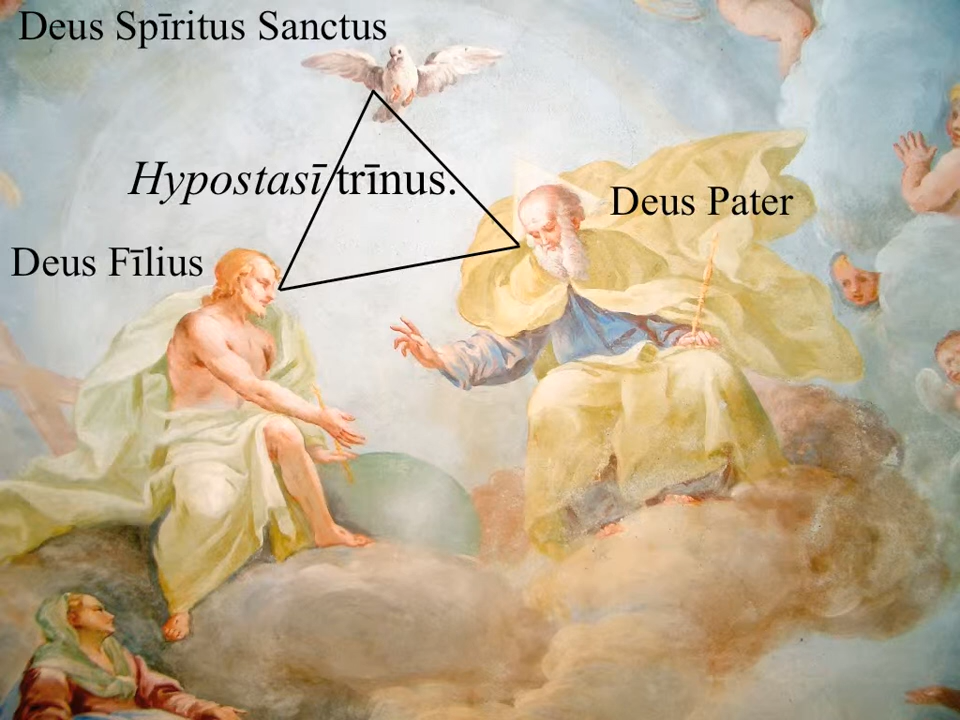 Deus Spīritus Sanctus
Hypostasī trīnus.
Deus Pater
Deus Fīlius